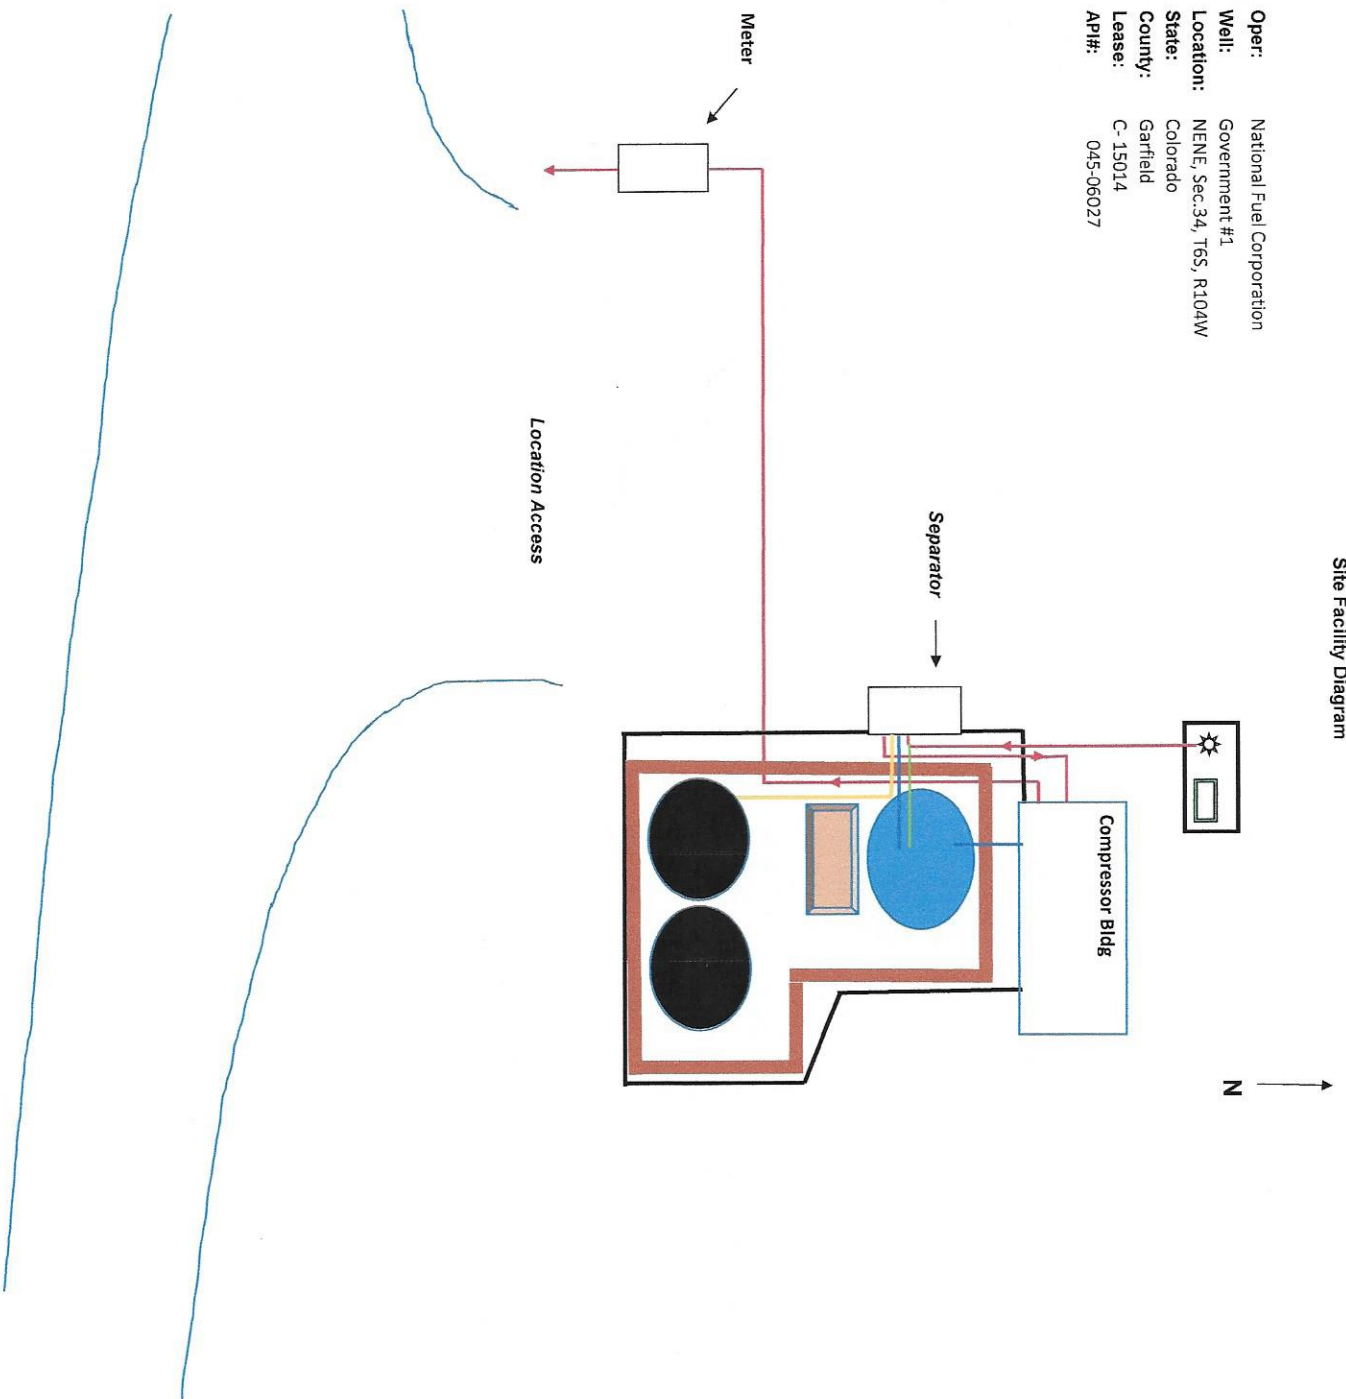 Site Facility Diagram
Oper: National Fuel Corporation
Well: Government #1
Location: NENE, Sec.34, T6S, R104W
State: Colorado
County: Garfield
Lease: C- 15014
API#: 045-06027
N
Compressor Bldg
Separator
Meter
Location Access